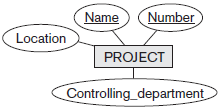 Name
Number
Location
PROJECT
Controlling_department